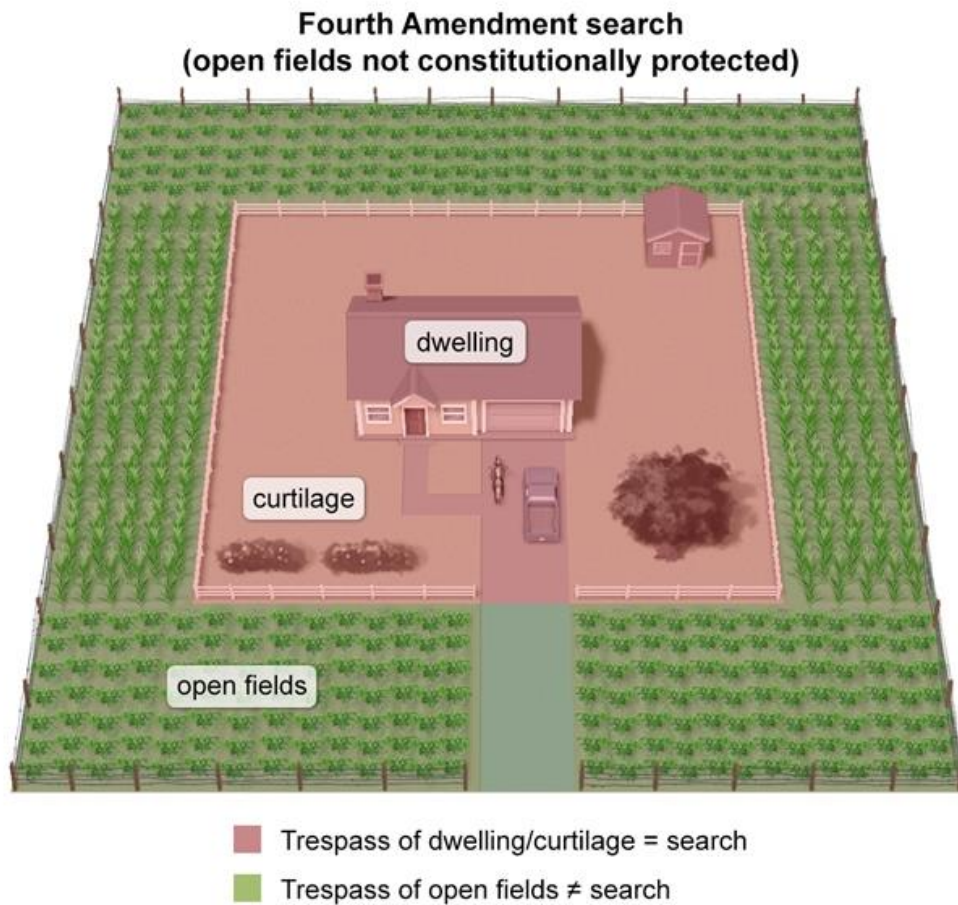 Fourth Amendment search
(open fields not constitutionally protected)
dwelling
curtilage
open fields
Trespass of dwelling/curtilage = search
Trespass of open fields ≠ search